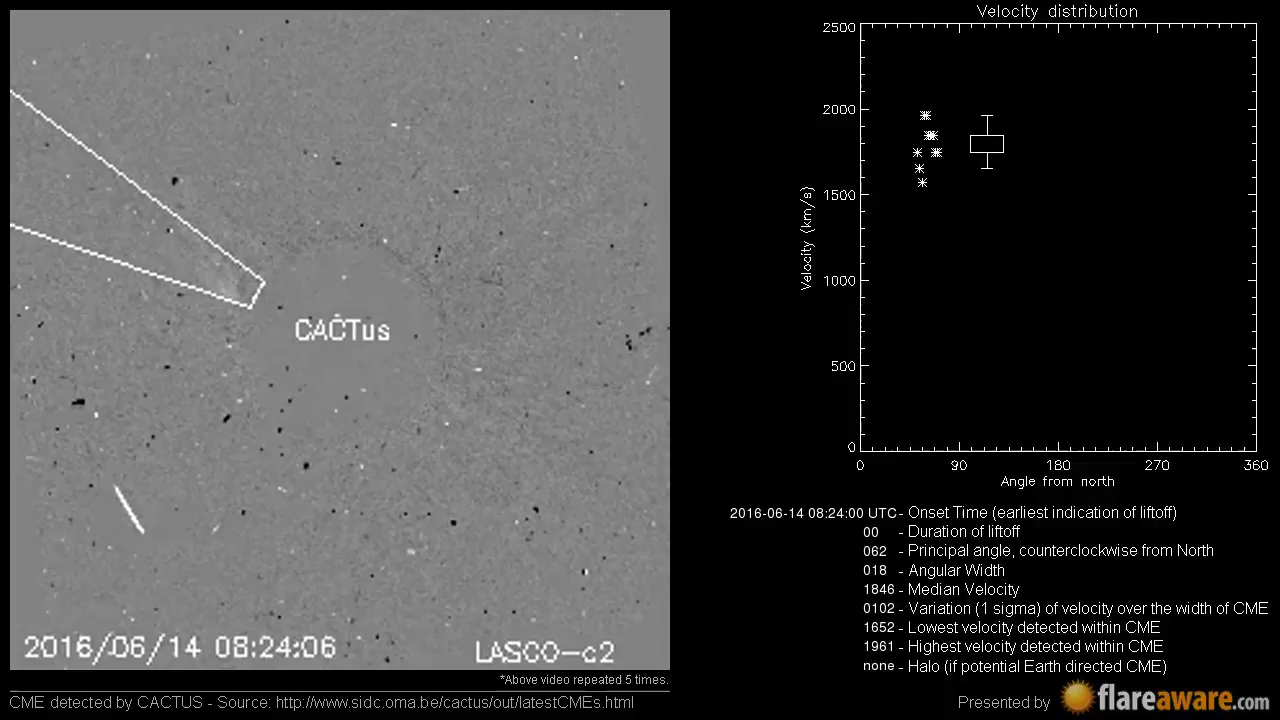 CACTus
2016/06/14 08:24:06
LASCO-c2
*Above video repeated 5 times.
CME detected by CACTUS - Source: http://www.sidc.oma.be/cactus/out/latestCMEs.html
Velocity distribution
2500
2000
1500
1000
500
0
Velocity (km/s)
0 90 180 270 360
Angle from north
2016-06-14 08:24:00 UTC - Onset Time (earliest indication of liftoff)
00 - Duration of liftoff
062 - Principal angle, counterclockwise from North
018 - Angular Width
1846 - Median Velocity
0102 - Variation (1 sigma) of velocity over the width of CME
1652 - Lowest velocity detected within CME
1961 - Highest velocity detected within CME
none - Halo (if potential Earth directed CME)
Presented by flareaware.com